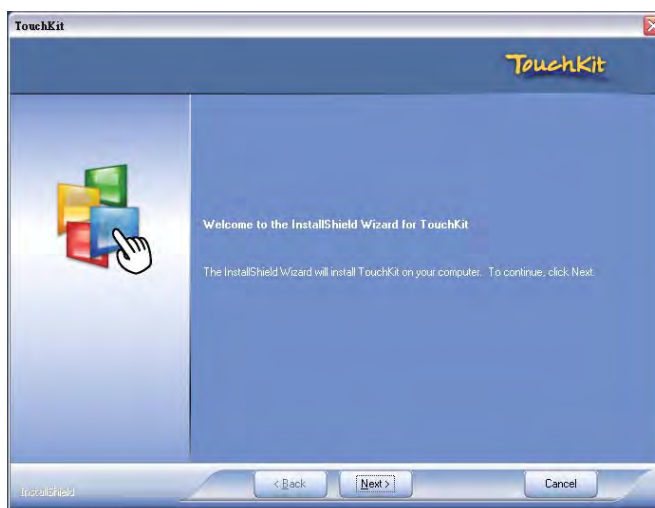 TouchKit
TouchKit
Welcome to the InstallShield Wizard for TouchKit
The InstallShield Wizard will install TouchKit on your computer. To continue, click Next.
InstallShield
< Back
Next >
Cancel